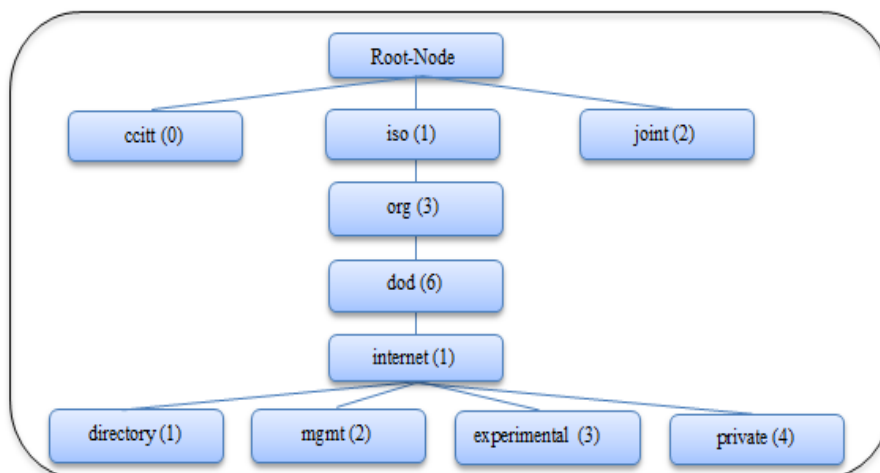 Root-Node
ccitt (0)
iso (1)
joint (2)
org (3)
dod (6)
internet (1)
directory (1)
mgmt (2)
experimental (3)
private (4)